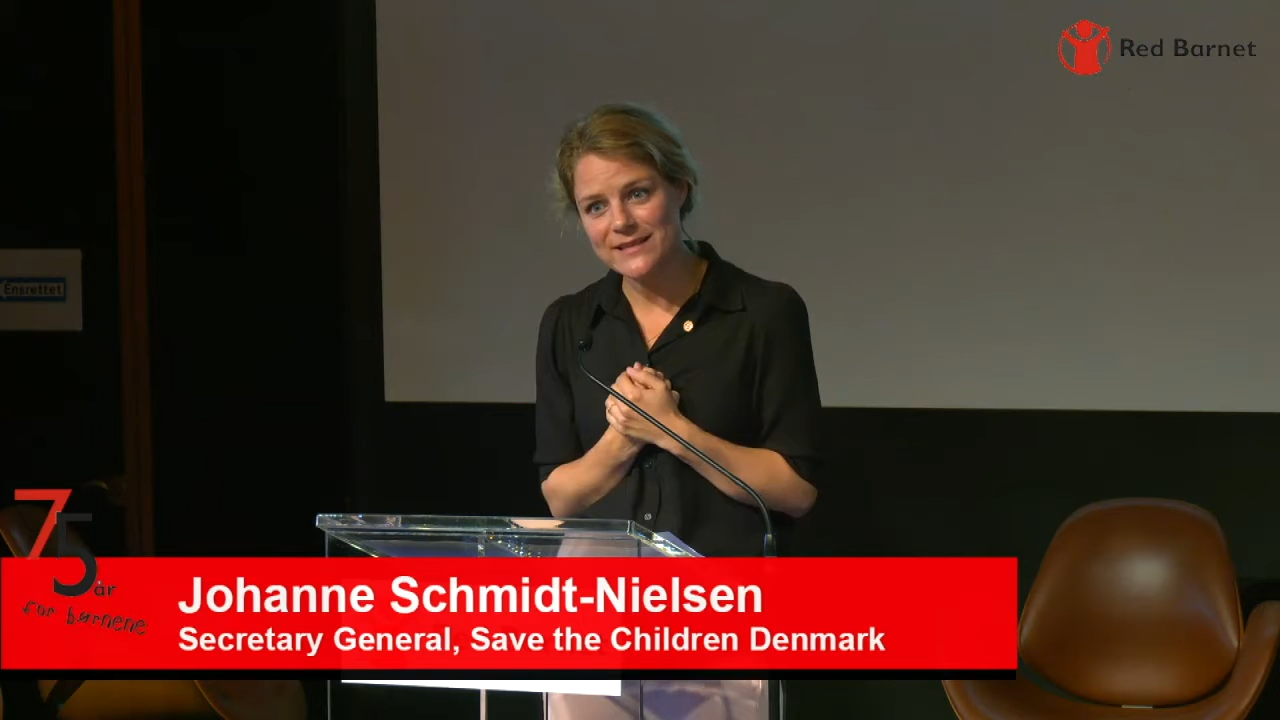 Red Barnet
Ensrettet
75
år
for børnene
Johanne Schmidt-Nielsen
Secretary General, Save the Children Denmark